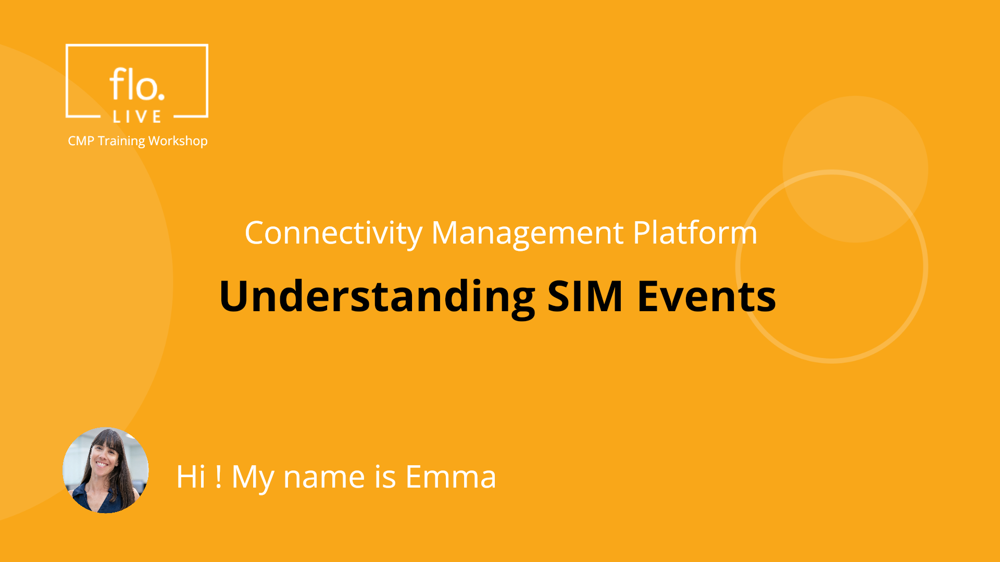 flo.
LIVE
CMP Training Workshop
Connectivity Management Platform
Understanding SIM Events
Hi ! My name is Emma